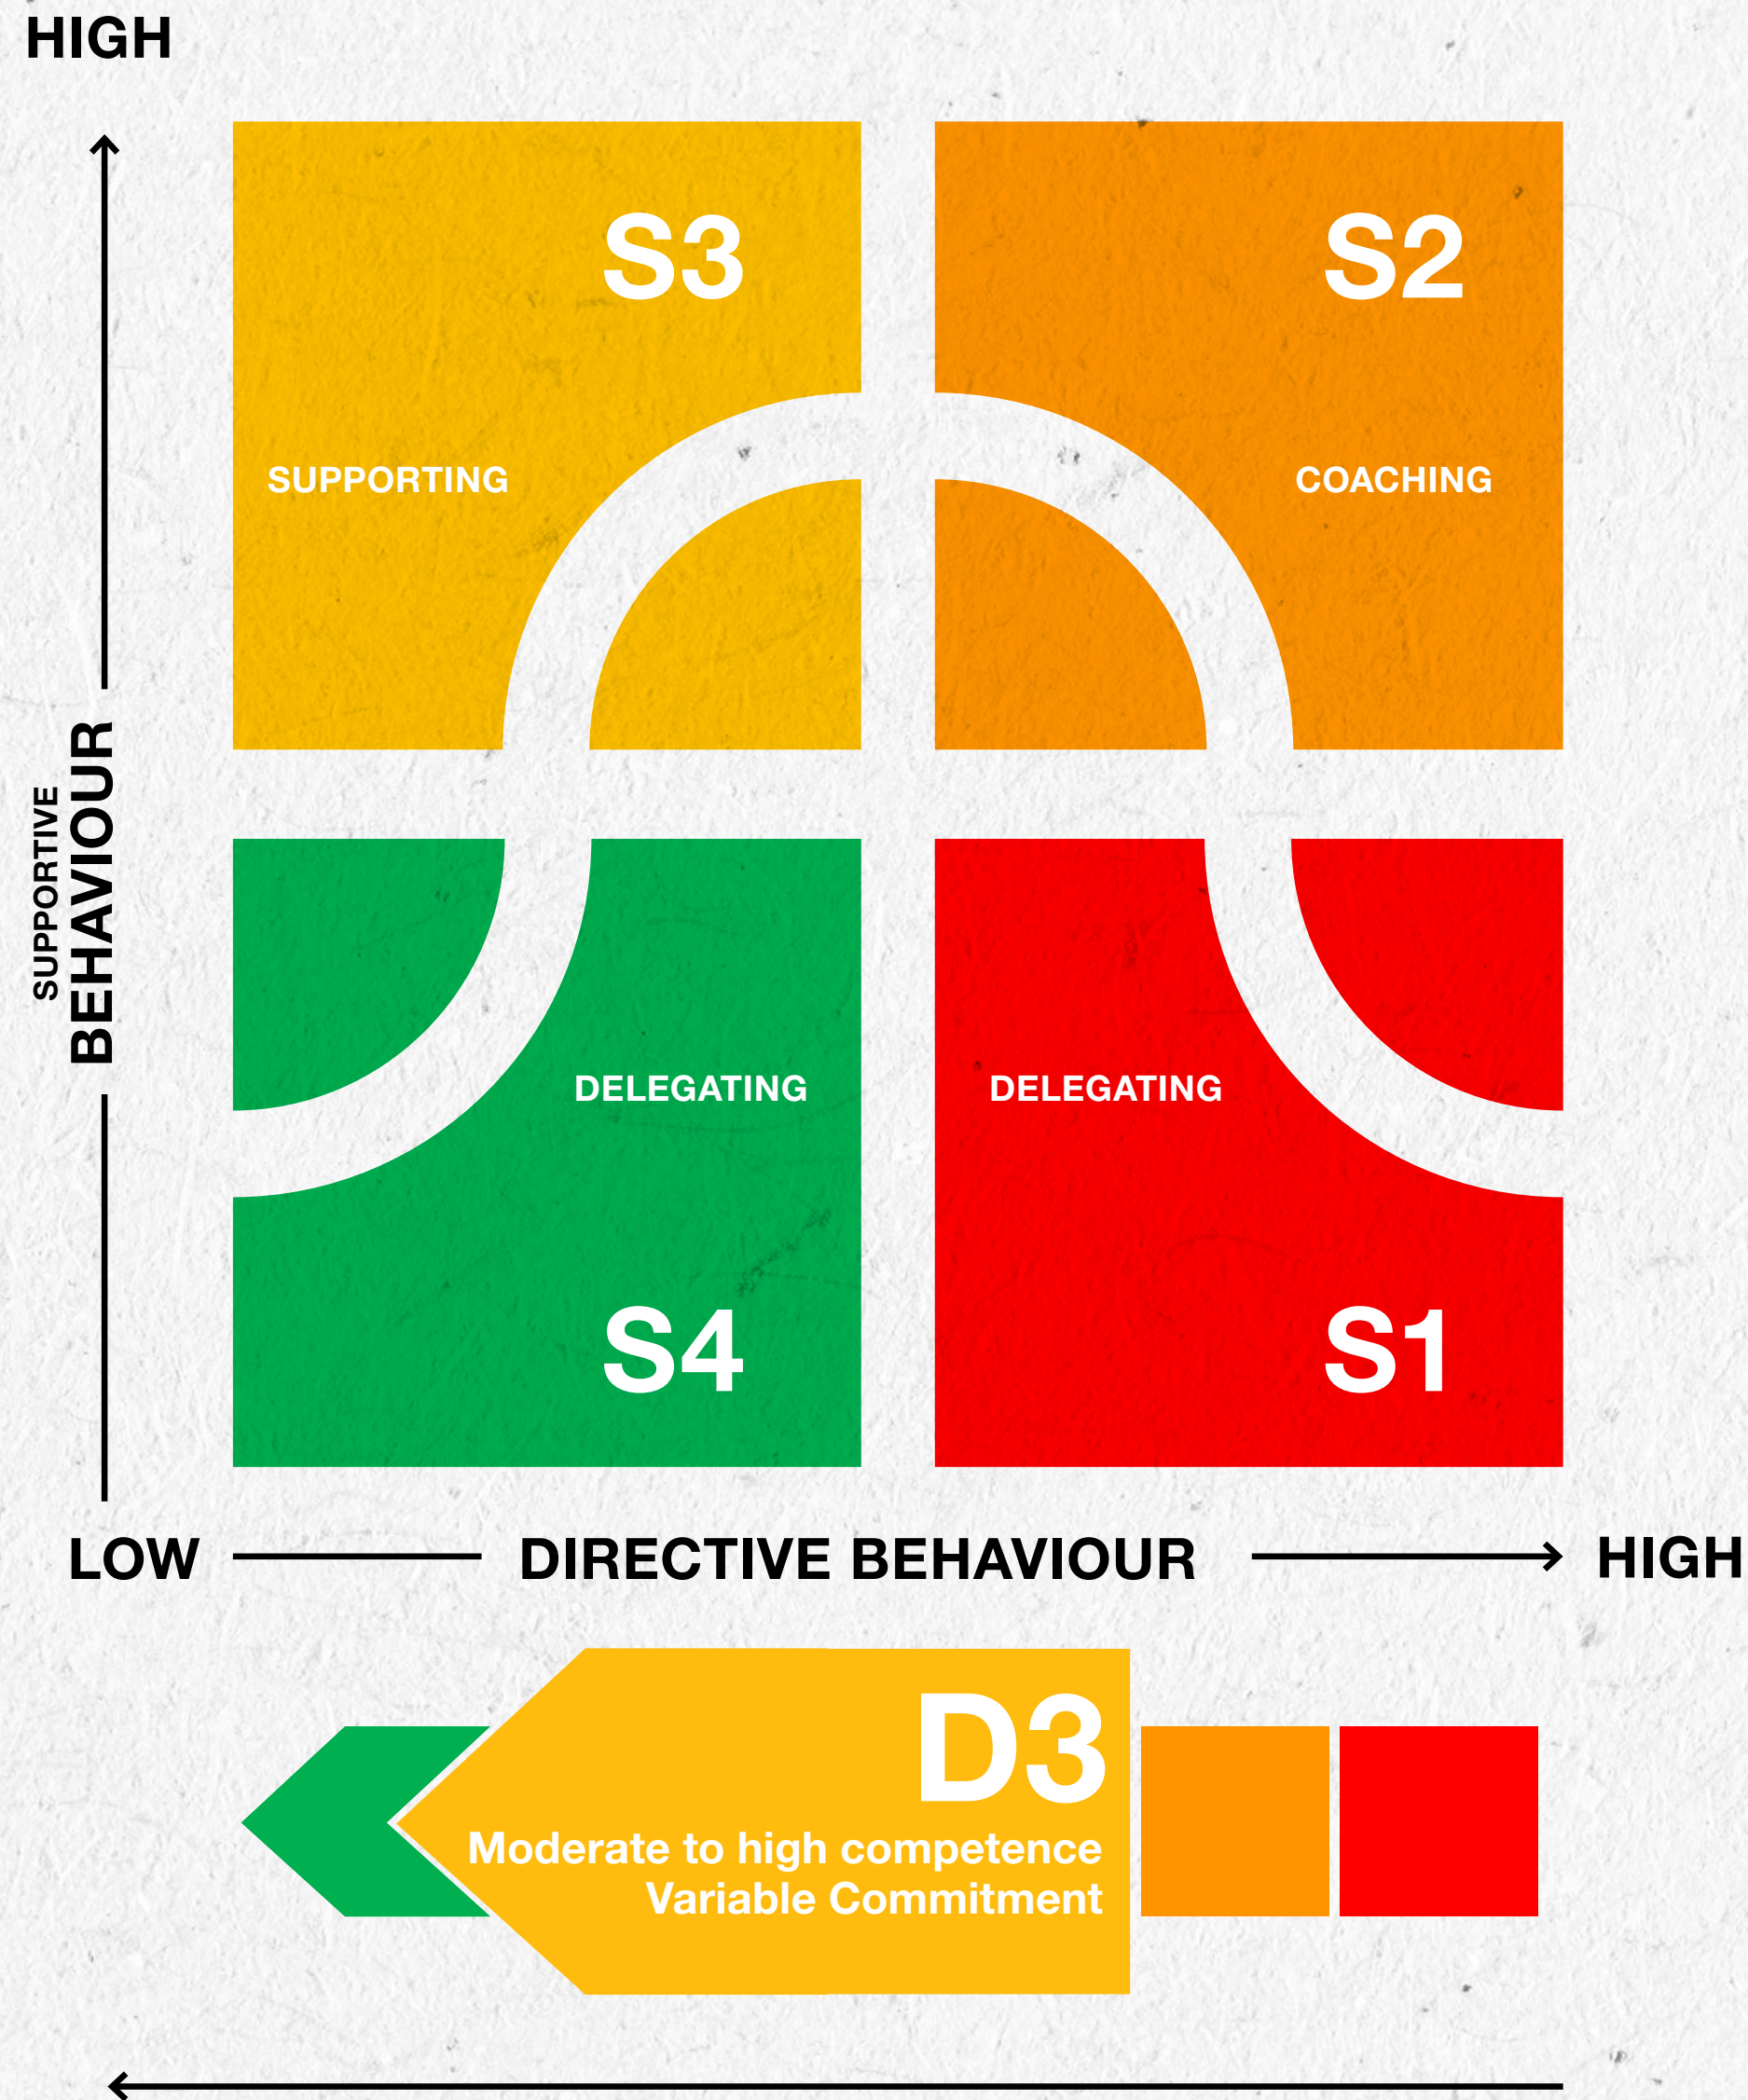 HIGH
S3
S2
SUPPORTING
COACHING
SUPPORTIVE
BEHAVIOUR
DELEGATING
DELEGATING
S4
S1
LOW
DIRECTIVE BEHAVIOUR
HIGH
D3
Moderate to high competence
Variable Commitment